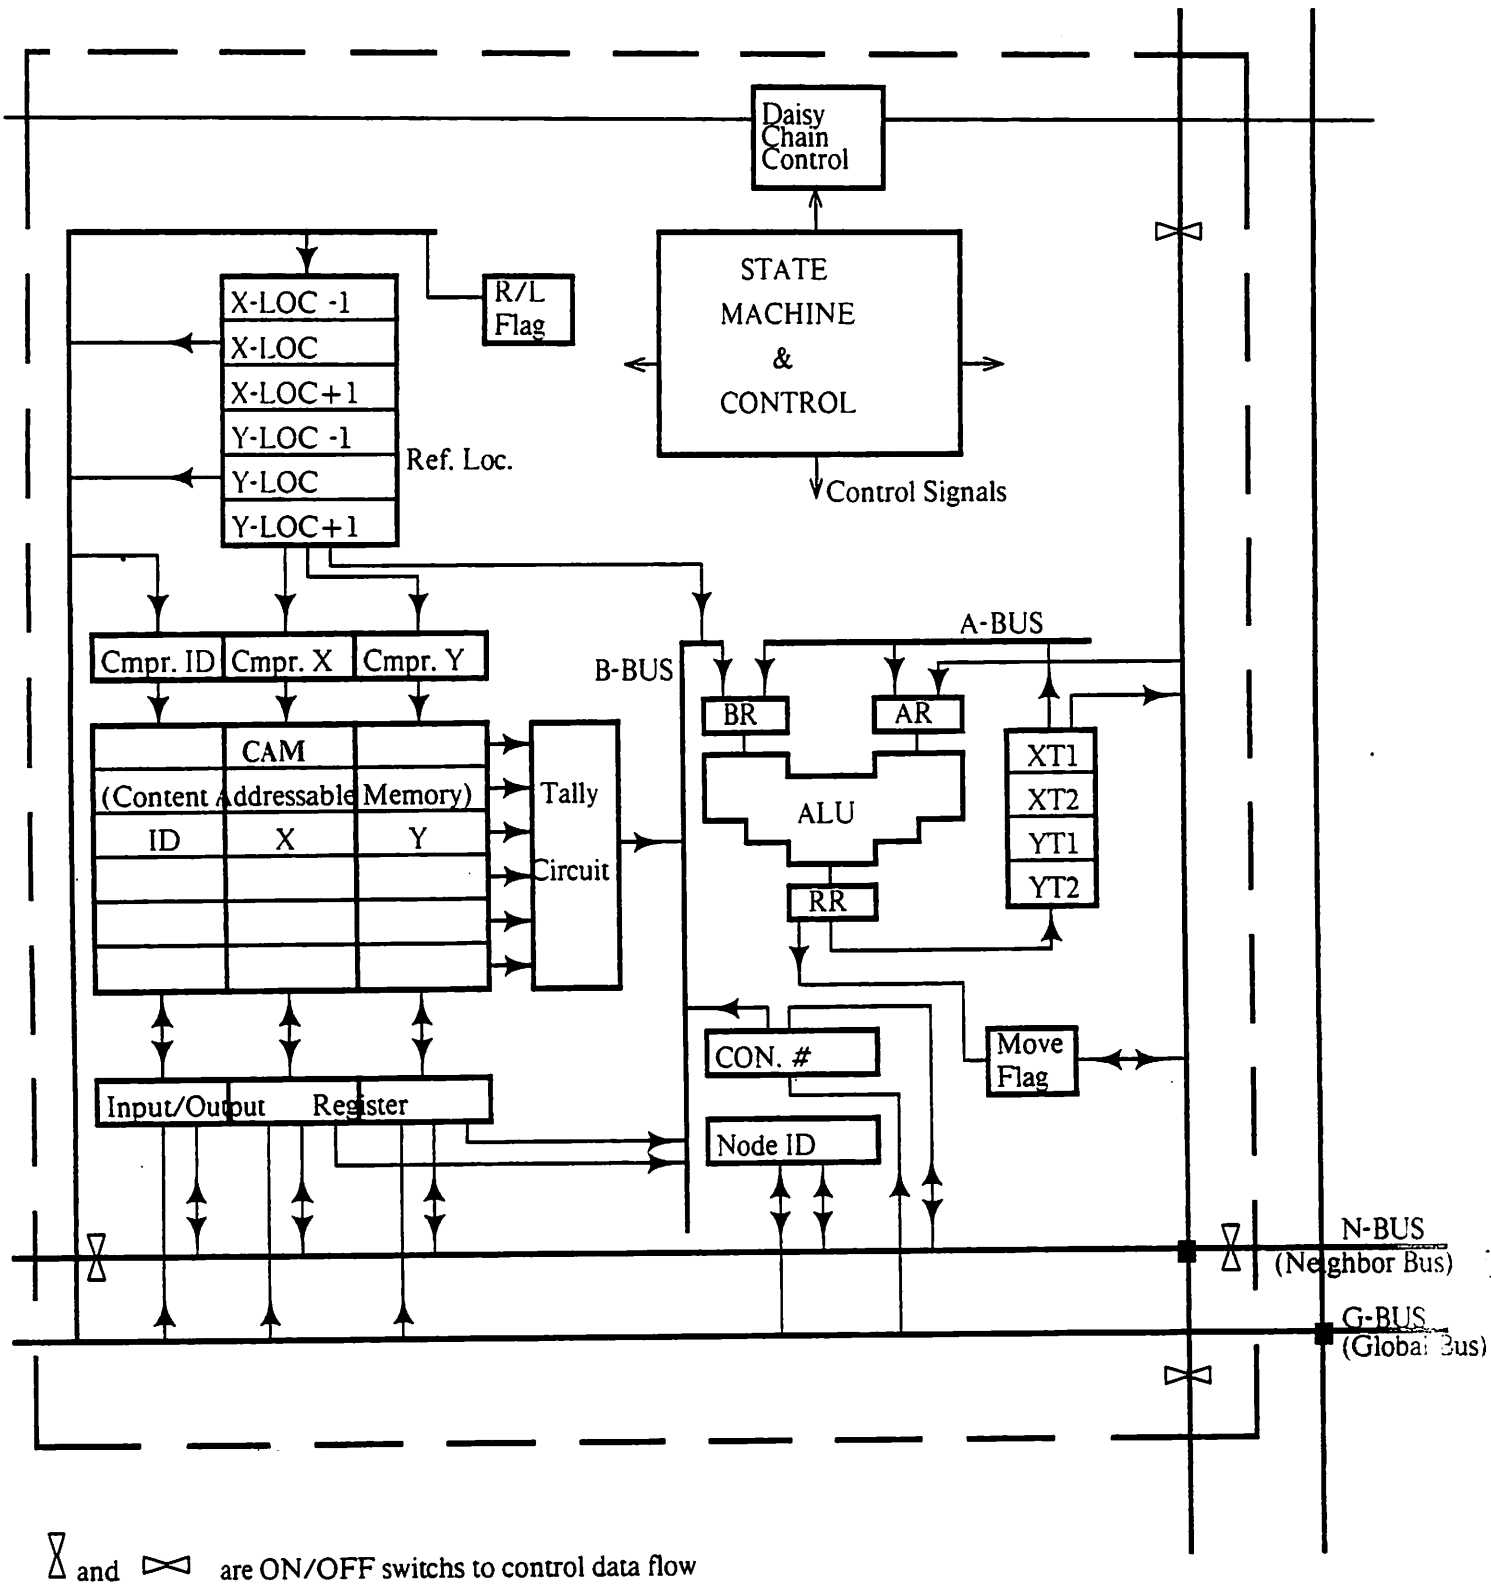 Daisy
Chain
Control
STATE
MACHINE
&
CONTROL
Control Signals
R/L
Flag
X-LOC -1
X-LOC
X-LOC+1
Y-LOC -1
Y-LOC
Y-LOC+1
Ref. Loc.
Cmpr. ID Cmpr. X Cmpr. Y
CAM
(Content Addressable Memory)
ID X Y
Tally
Circuit
B-BUS
A-BUS
BR
AR
ALU
RR
XT1
XT2
YT1
YT2
CON. #
Move
Flag
Node ID
Input/Output Register
N-BUS
(Neighbor Bus)
G-BUS
(Global Bus)
and are ON/OFF switchs to control data flow